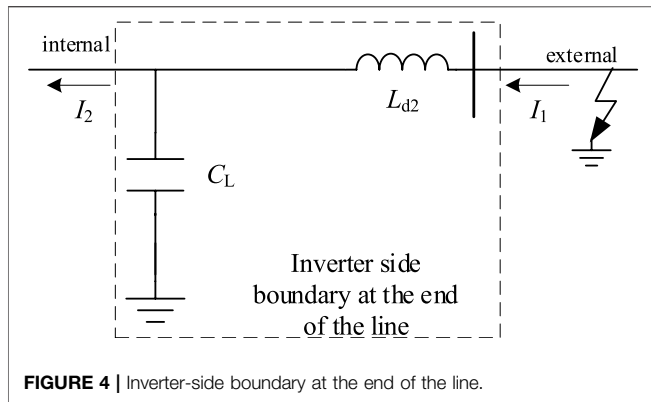 internal
external
I2
Ld2
I1
CL
Inverter side
boundary at the end
of the line
FIGURE 4 | Inverter-side boundary at the end of the line.